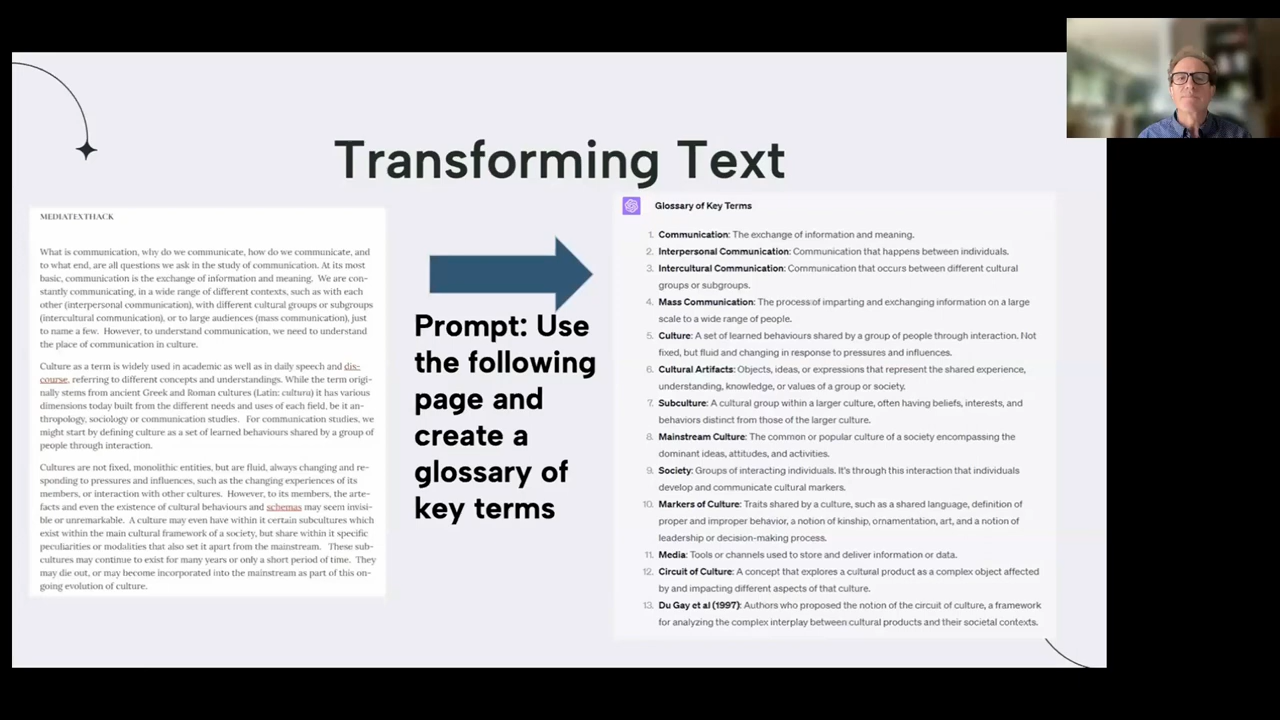 Transforming Text
MEDIATEXTHACK
What is communication, why do we communicate, how do we communicate, and
to what end, are all questions we ask in the study of communication. At its most
basic, communication is the exchange of information and meaning. We are con-
stantly communicating, in a wide range of different contexts, such as with each
other (interpersonal communication), with different cultural groups or subgroups
(intercultural communication), or to large audiences (mass communication), just
to name a few. However, to understand communication, we need to understand
the place of communication in culture.
Culture as a term is widely used in academic as well as in daily speech and dis-
course, referring to different concepts and understandings. While the term origi-
nally stems from ancient Greek and Roman cultures (Latin: cultura) it has various
dimensions today built from the different needs and uses of each field, be it an-
thropology, sociology or communication studies. For communication studies, we
might start by defining culture as a set of learned behaviours shared by a group of
people through interaction.
Cultures are not fixed, monolithic entities, but are fluid, always changing and re-
sponding to pressures and influences, such as the changing experiences of its
members, or interaction with other cultures. However, to its members, the arte-
facts and even the existence of cultural behaviours and schemas may seem invisi-
ble or unremarkable. A culture may even have within it certain subcultures which
exist within the main cultural framework of a society, but share within it specific
peculiarities or modalities that also set it apart from the mainstream. These sub-
cultures may continue to exist for many years or only a short period of time. They
may die out, or may become incorporated into the mainstream as part of this on-
going evolution of culture.
Prompt: Use
the following
page and
create a
glossary of
key terms
Glossary of Key Terms
1. Communication: The exchange of information and meaning.
2. Interpersonal Communication: Communication that happens between individuals.
3. Intercultural Communication: Communication that occurs between different cultural
groups or subgroups.
4. Mass Communication: The process of imparting and exchanging information on a large
scale to a wide range of people.
5. Culture: A set of learned behaviours shared by a group of people through interaction. Not
fixed, but fluid and changing in response to pressures and influences.
6. Cultural Artifacts: Objects, ideas, or expressions that represent the shared experience,
understanding, knowledge, or values of a group or society.
7. Subculture: A cultural group within a larger culture, often having beliefs, interests, and
behaviors distinct from those of the larger culture.
8. Mainstream Culture: The common or popular culture of a society encompassing the
dominant ideas, attitudes, and activities.
9. Society: Groups of interacting individuals. It's through this interaction that individuals
develop and communicate cultural markers.
10. Markers of Culture: Traits shared by a culture, such as a shared language, definition of
proper and improper behavior, a notion of kinship, ornamentation, art, and a notion of
leadership or decision-making process.
11. Media: Tools or channels used to store and deliver information or data.
12. Circuit of Culture: A concept that explores a cultural product as a complex object affected
by and impacting different aspects of that culture.
13. Du Gay et al (1997): Authors who proposed the notion of the circuit of culture, a framework
for analyzing the complex interplay between cultural products and their societal contexts.